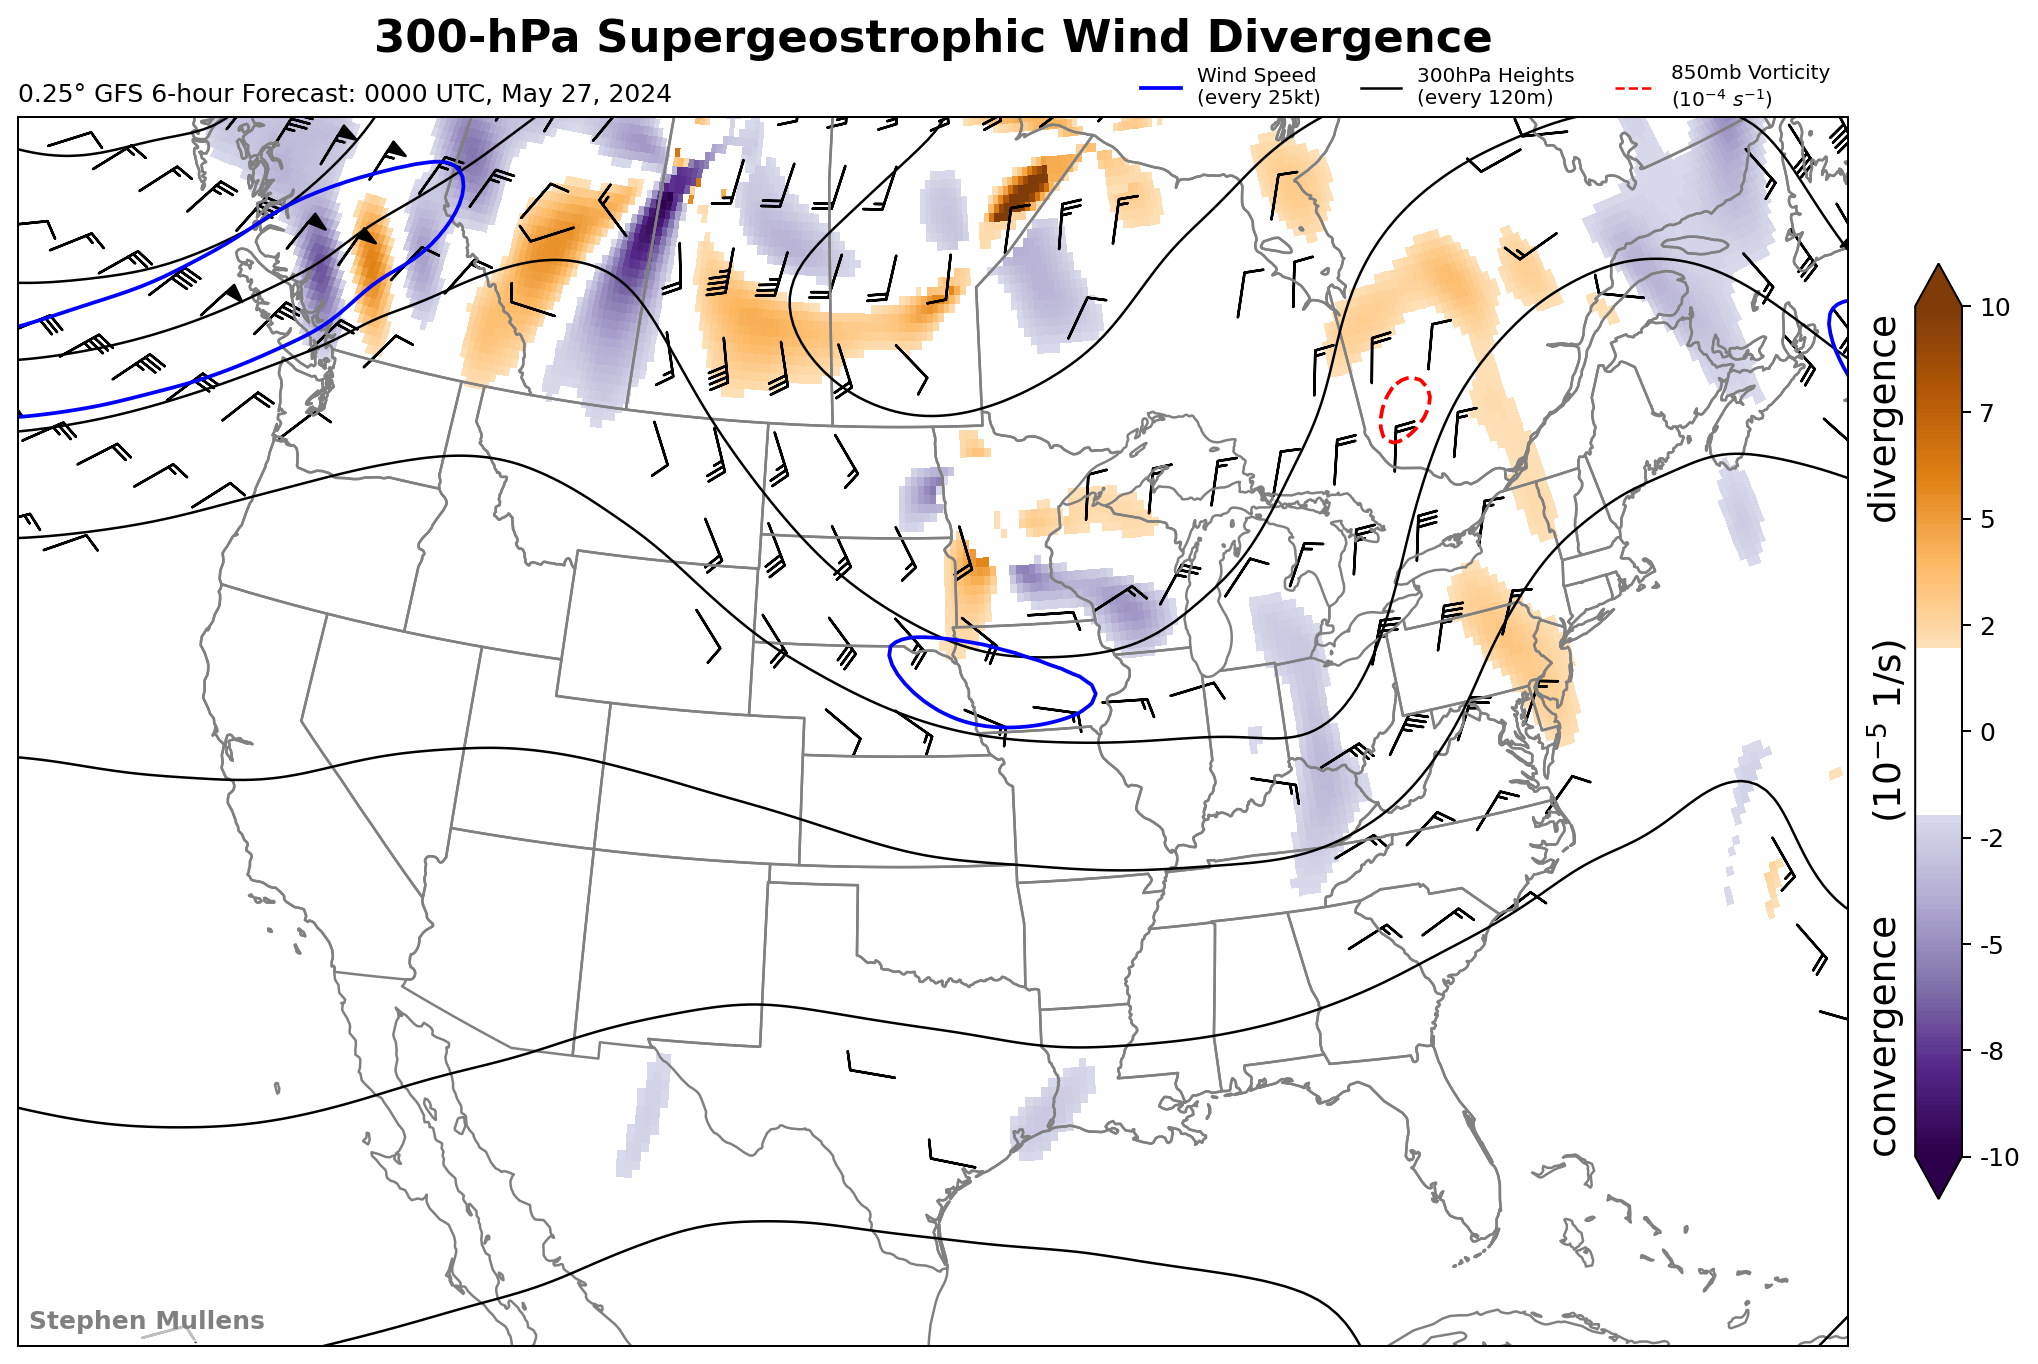 300-hPa Supergeostrophic Wind Divergence
0.25° GFS 6-hour Forecast: 0000 UTC, May 27, 2024
Wind Speed
(every 25kt)
300hPa Heights
(every 120m)
850mb Vorticity
(10⁻⁴ s⁻¹)
10
7
5
2
0
-2
-5
-8
-10
convergence (10⁻⁵ 1/s) divergence
Stephen Mullens